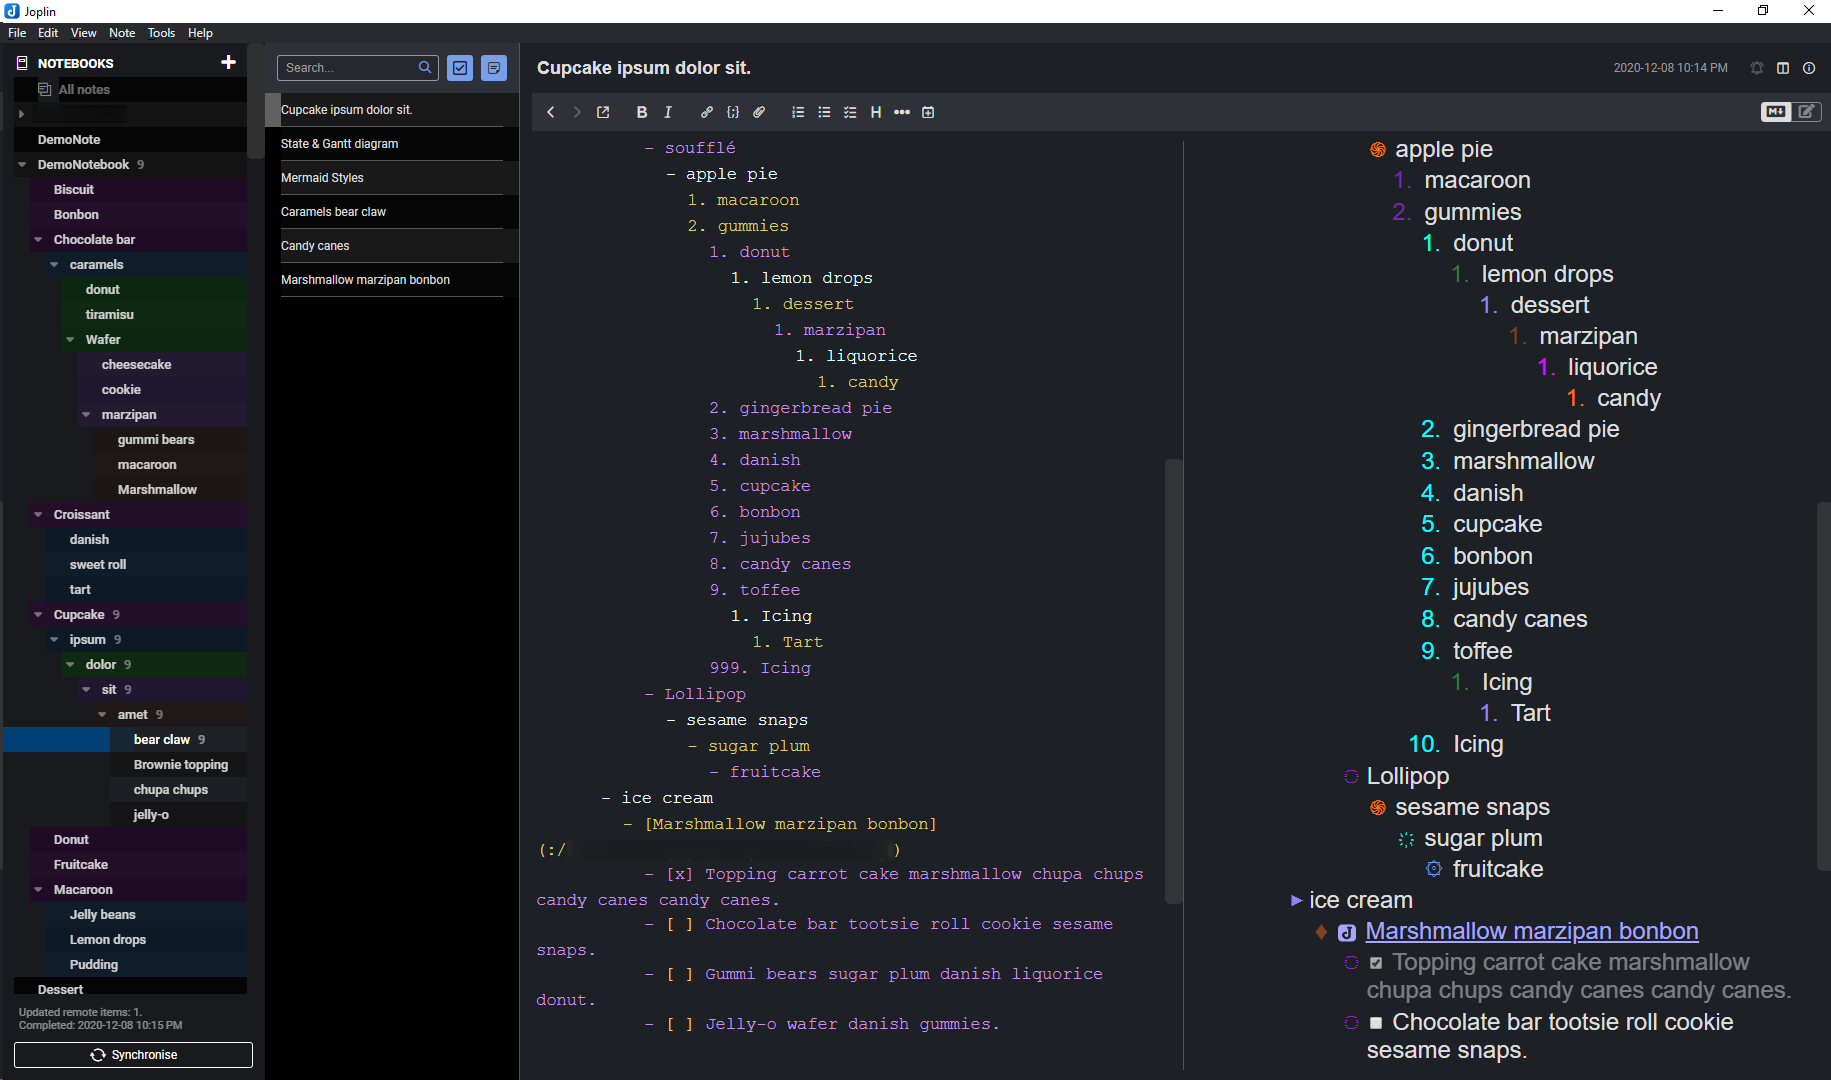 Joplin
File Edit View Note Tools Help
NOTEBOOKS
All notes
DemoNote
DemoNotebook 9
Biscuit
Bonbon
Chocolate bar
caramels
donut
tiramisu
Wafer
cheesecake
cookie
marzipan
gummi bears
macaroon
Marshmallow
Croissant
danish
sweet roll
tart
Cupcake 9
ipsum 9
dolor 9
sit 9
amet 9
bear claw 9
Brownie topping
chupa chups
jelly-o
Donut
Fruitcake
Macaroon
Jelly beans
Lemon drops
Pudding
Dessert
Updated remote items: 1.
Completed: 2020-12-08 10:15 PM
Synchronise
Search...
Cupcake ipsum dolor sit.
State & Gantt diagram
Mermaid Styles
Caramels bear claw
Candy canes
Marshmallow marzipan bonbon
Cupcake ipsum dolor sit.
2020-12-08 10:14 PM
- soufflé
- apple pie
1. macaroon
2. gummies
1. donut
1. lemon drops
1. dessert
1. marzipan
1. liquorice
1. candy
2. gingerbread pie
3. marshmallow
4. danish
5. cupcake
6. bonbon
7. jujubes
8. candy canes
9. toffee
1. Icing
1. Tart
999. Icing
- Lollipop
- sesame snaps
- sugar plum
- fruitcake
- ice cream
- [Marshmallow marzipan bonbon]
(:/ )
- [x] Topping carrot cake marshmallow chupa chups
candy canes candy canes.
- [ ] Chocolate bar tootsie roll cookie sesame
snaps.
- [ ] Gummi bears sugar plum danish liquorice
donut.
- [ ] Jelly-o wafer danish gummies.
apple pie
1. macaroon
2. gummies
1. donut
1. lemon drops
1. dessert
1. marzipan
1. liquorice
1. candy
2. gingerbread pie
3. marshmallow
4. danish
5. cupcake
6. bonbon
7. jujubes
8. candy canes
9. toffee
1. Icing
1. Tart
10. Icing
Lollipop
sesame snaps
sugar plum
fruitcake
ice cream
Marshmallow marzipan bonbon
Topping carrot cake marshmallow
chupa chups candy canes candy canes.
Chocolate bar tootsie roll cookie
sesame snaps.